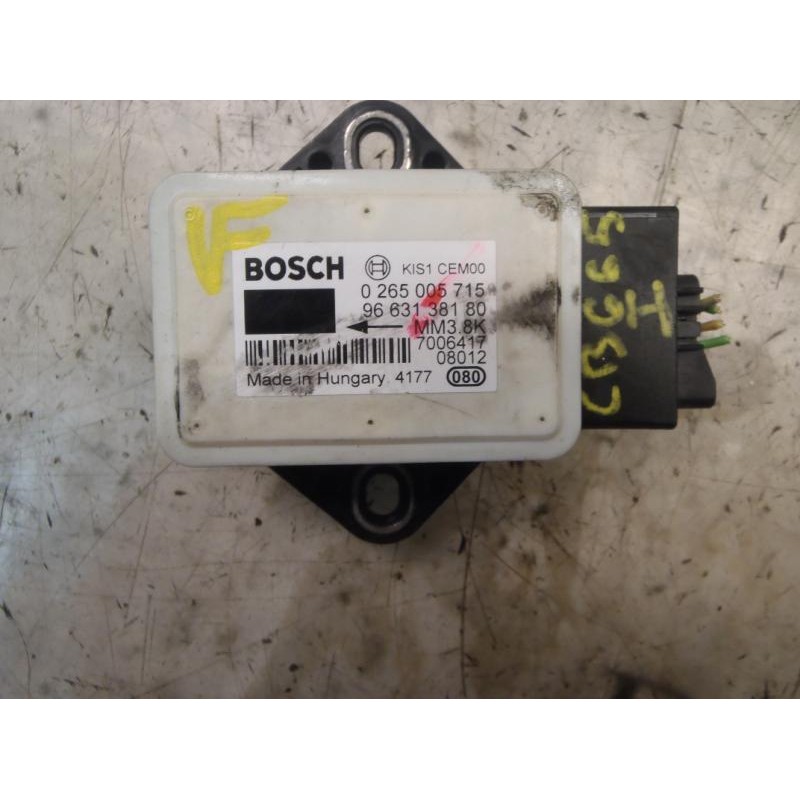 VF
BOSCH
KIS1 CEM00
0 265 005 715
96 631 381 80
MM3.8K
7006417
08012
Made in Hungary 4177 080